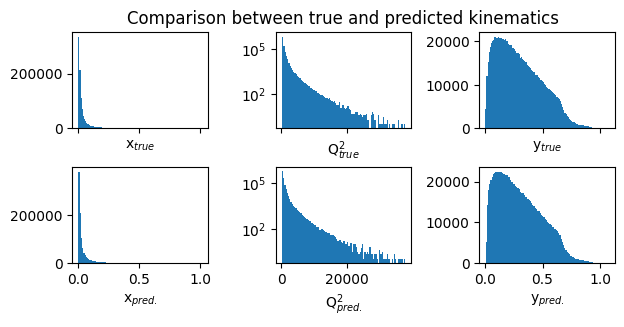 Comparison between true and predicted kinematics
200000
0
10^5
10^2
20000
10000
0
x_true
Q^2_true
y_true
200000
0
10^5
10^2
20000
10000
0
0.0 0.5 1.0
0 20000
0.0 0.5 1.0
x_pred.
Q^2_pred.
y_pred.